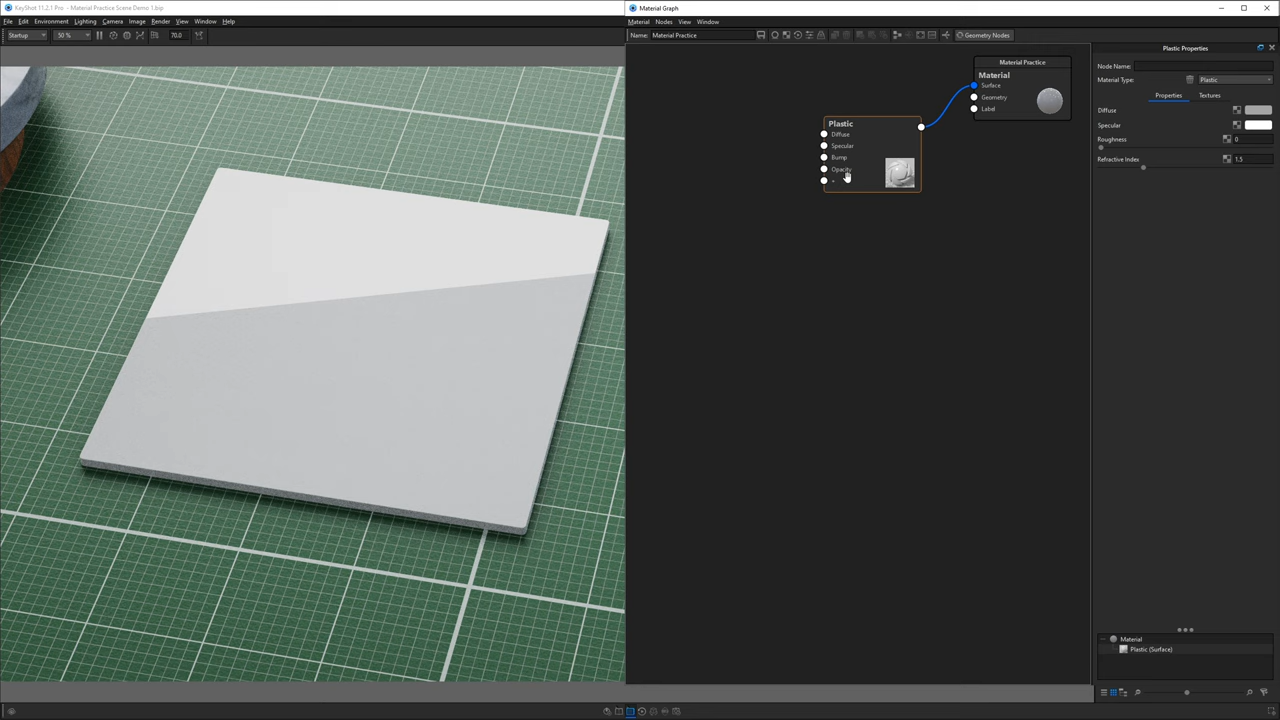 KeyShot 11.2.1 Pro - Material Practice Scene Demo 1.bip
Edit Environment Lighting Camera Image Render View Window Help
Startup 50 % 70.0
Material Graph
Material Nodes View Window
Name: Material Practice Geometry Nodes
Material Practice
Material
Surface
Geometry
Label
Plastic
Diffuse
Specular
Bump
Opacity
+
Plastic Properties
Node Name:
Material Type: Plastic
Properties Textures
Diffuse
Specular
Roughness 0
Refractive Index 1.5
Material
Plastic (Surface)